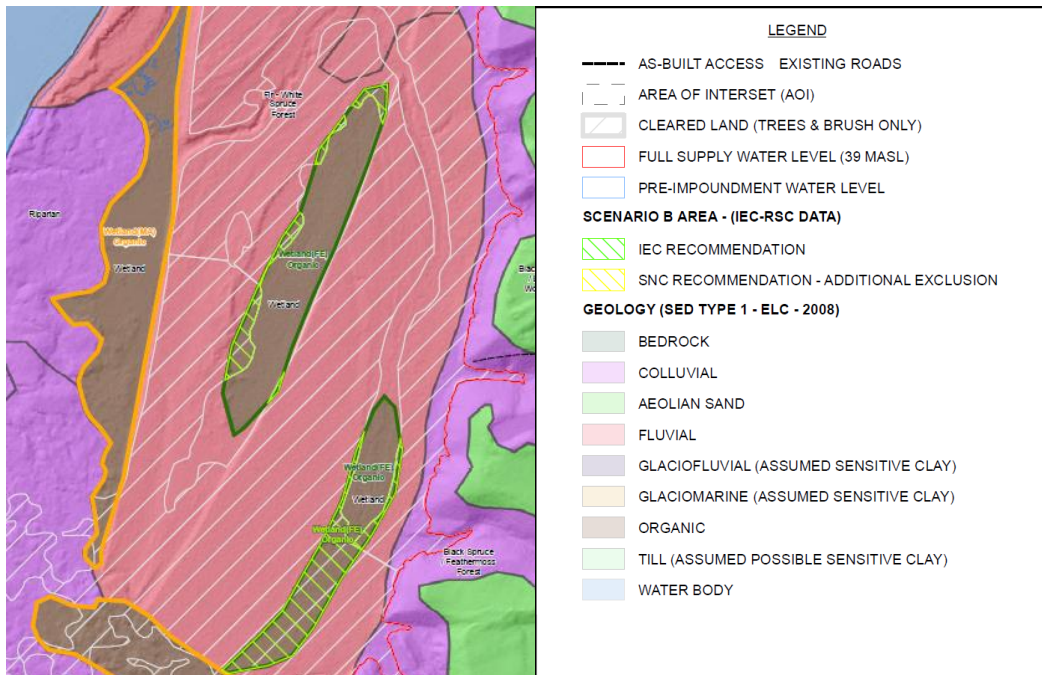 Fir - White
Spruce
Forest
Riparian
Wetland(MA)
Organic
Wetland
Wetland(FE)
Organic
Wetland
Black
Wetland(FE)
Organic
Wetland
Wetland(FE)
Organic
Black Spruce
/ Feathermoss
Forest
LEGEND
AS-BUILT ACCESS EXISTING ROADS
AREA OF INTERSET (AOI)
CLEARED LAND (TREES & BRUSH ONLY)
FULL SUPPLY WATER LEVEL (39 MASL)
PRE-IMPOUNDMENT WATER LEVEL
SCENARIO B AREA - (IEC-RSC DATA)
IEC RECOMMENDATION
SNC RECOMMENDATION - ADDITIONAL EXCLUSION
GEOLOGY (SED TYPE 1 - ELC - 2008)
BEDROCK
COLLUVIAL
AEOLIAN SAND
FLUVIAL
GLACIOFLUVIAL (ASSUMED SENSITIVE CLAY)
GLACIOMARINE (ASSUMED SENSITIVE CLAY)
ORGANIC
TILL (ASSUMED POSSIBLE SENSITIVE CLAY)
WATER BODY